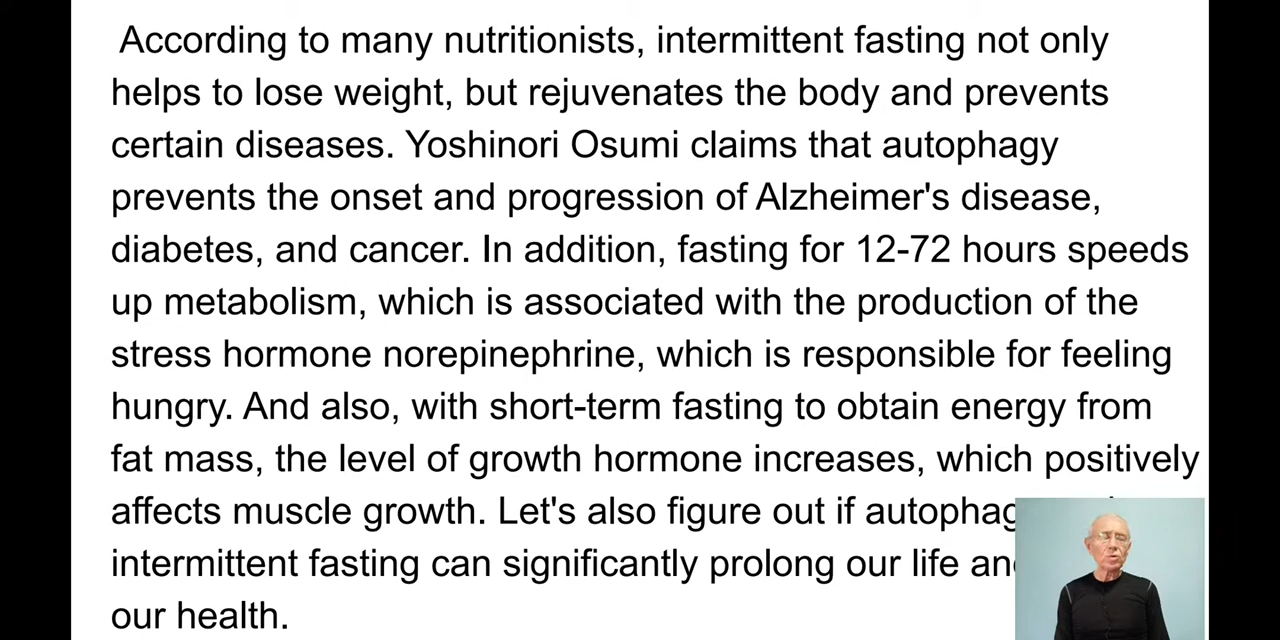 According to many nutritionists, intermittent fasting not only
helps to lose weight, but rejuvenates the body and prevents
certain diseases. Yoshinori Osumi claims that autophagy
prevents the onset and progression of Alzheimer's disease,
diabetes, and cancer. In addition, fasting for 12-72 hours speeds
up metabolism, which is associated with the production of the
stress hormone norepinephrine, which is responsible for feeling
hungry. And also, with short-term fasting to obtain energy from
fat mass, the level of growth hormone increases, which positively
affects muscle growth. Let's also figure out if
intermittent fasting can significantly prolong our life
our health.